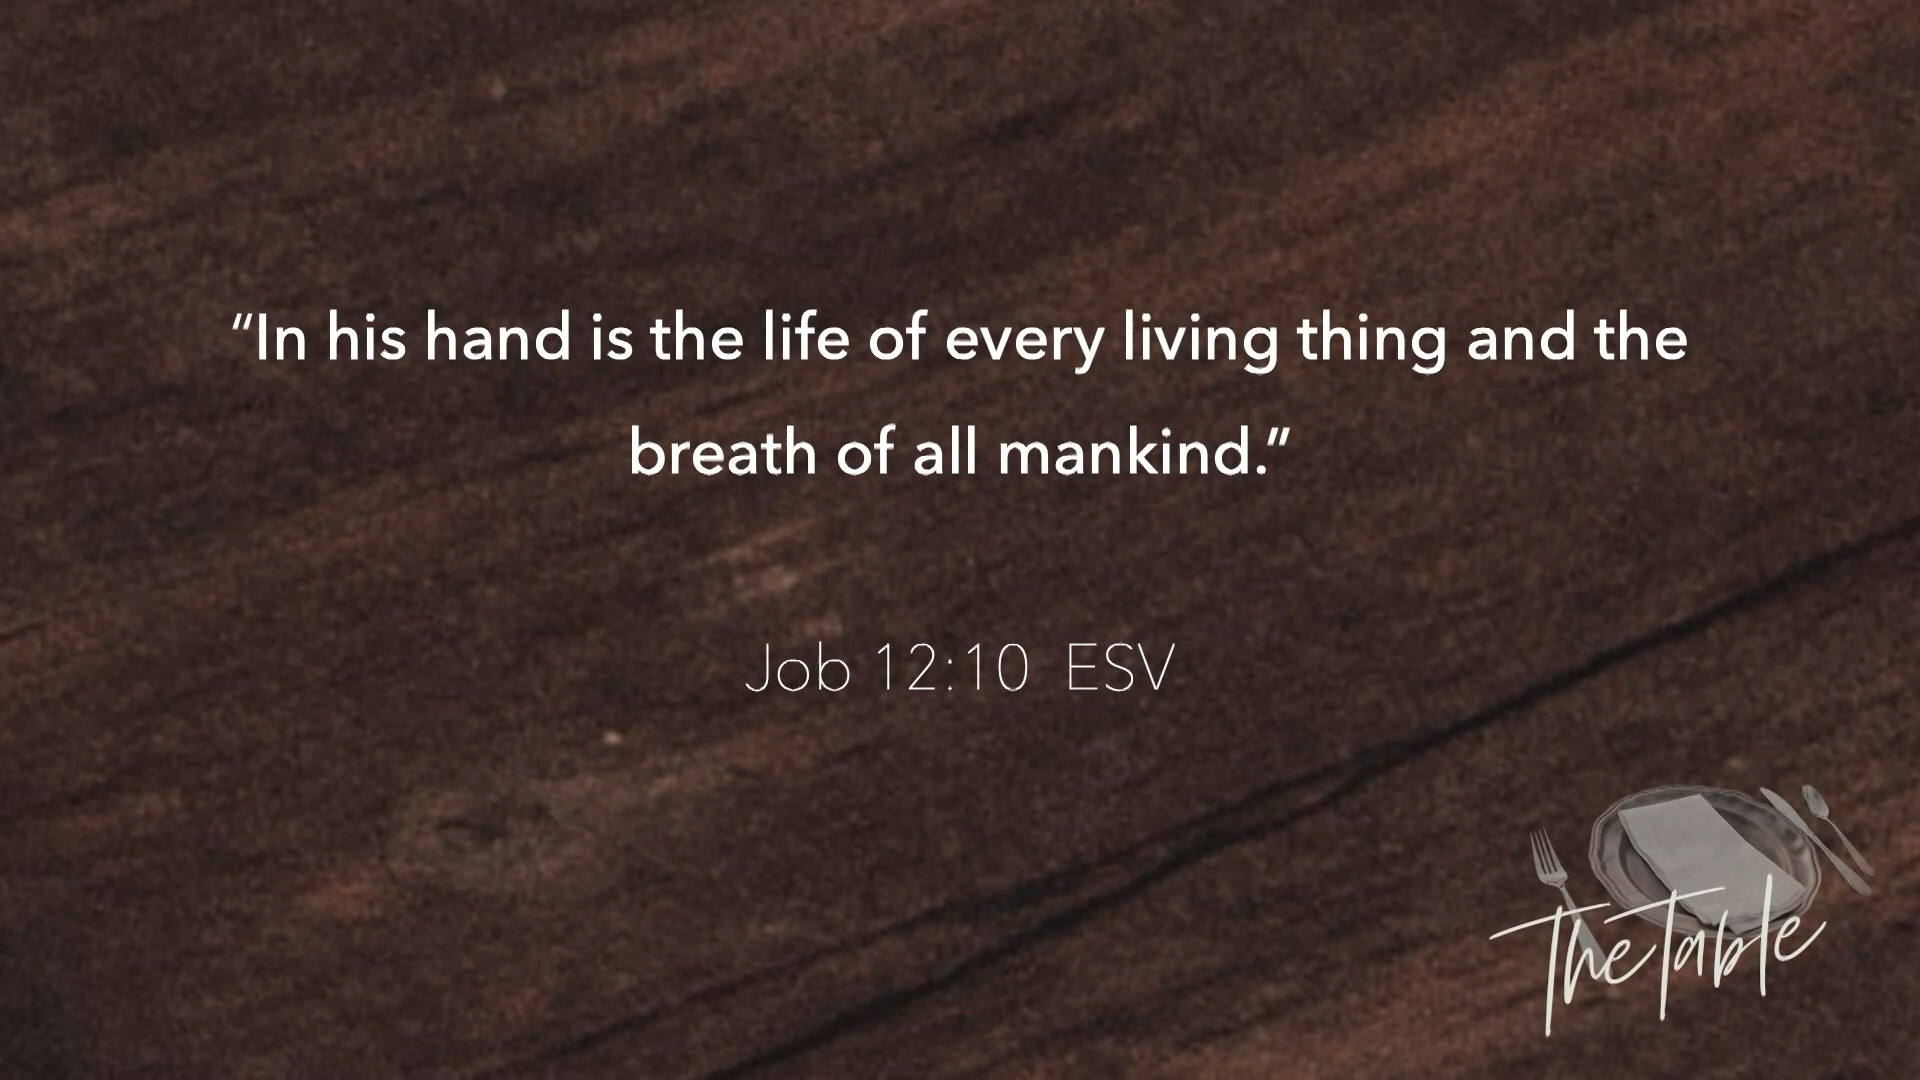 “In his hand is the life of every living thing and the
breath of all mankind.”
Job 12:10 ESV
The Table